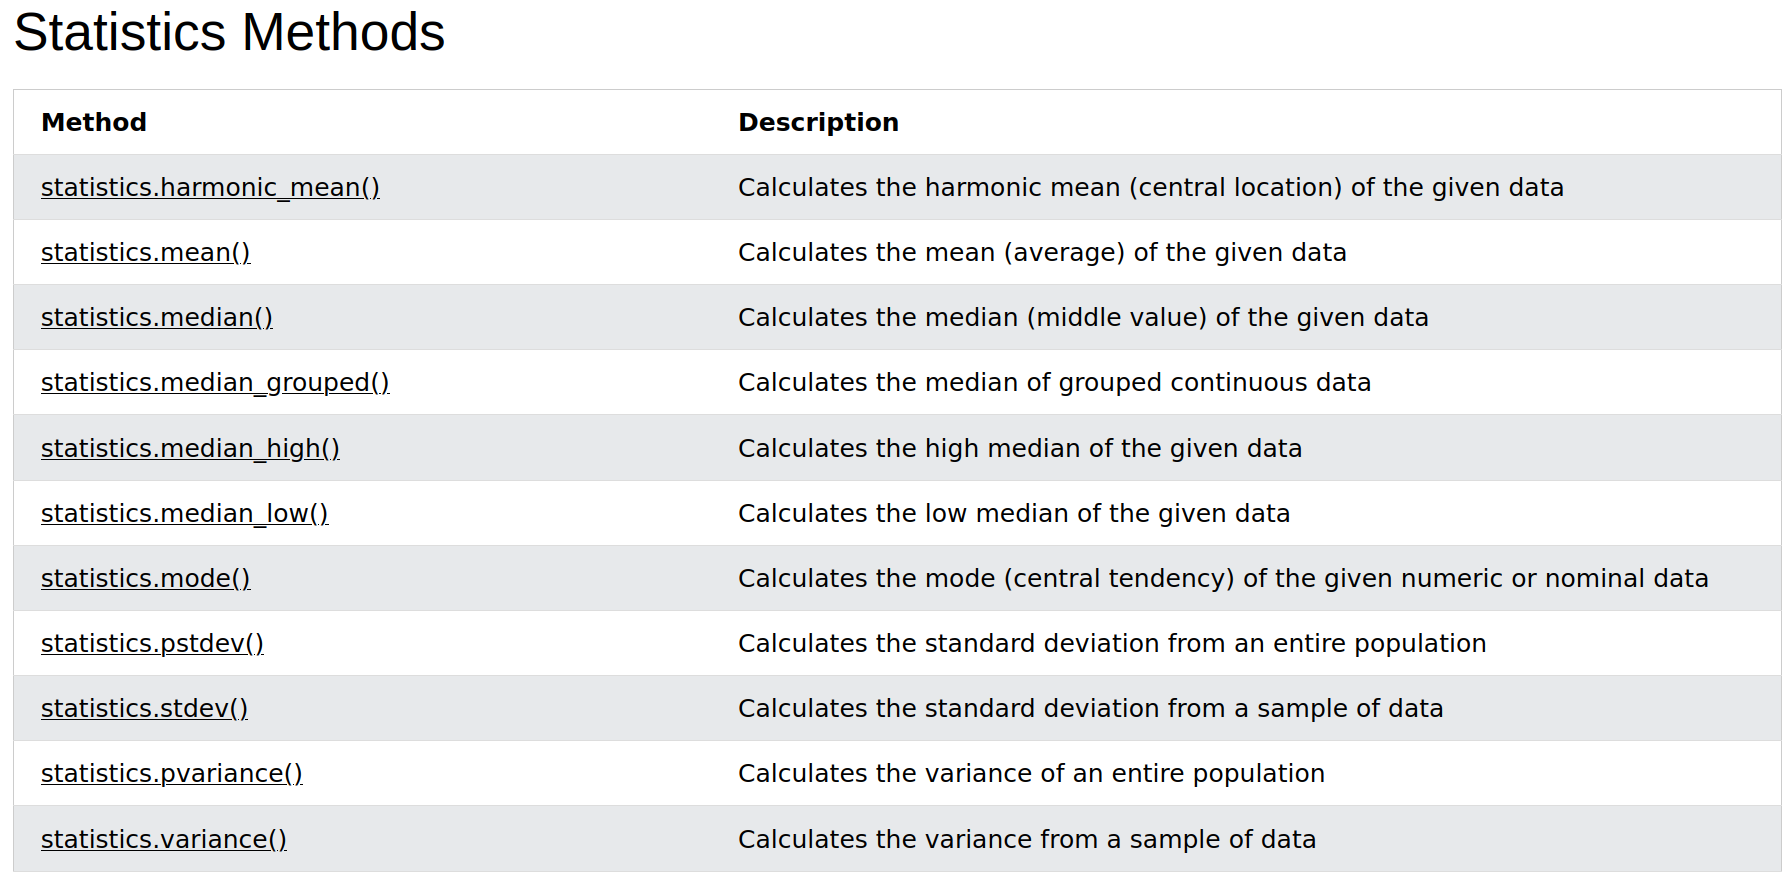 Statistics Methods
Method Description
statistics.harmonic_mean() Calculates the harmonic mean (central location) of the given data
statistics.mean() Calculates the mean (average) of the given data
statistics.median() Calculates the median (middle value) of the given data
statistics.median_grouped() Calculates the median of grouped continuous data
statistics.median_high() Calculates the high median of the given data
statistics.median_low() Calculates the low median of the given data
statistics.mode() Calculates the mode (central tendency) of the given numeric or nominal data
statistics.pstdev() Calculates the standard deviation from an entire population
statistics.stdev() Calculates the standard deviation from a sample of data
statistics.pvariance() Calculates the variance of an entire population
statistics.variance() Calculates the variance from a sample of data